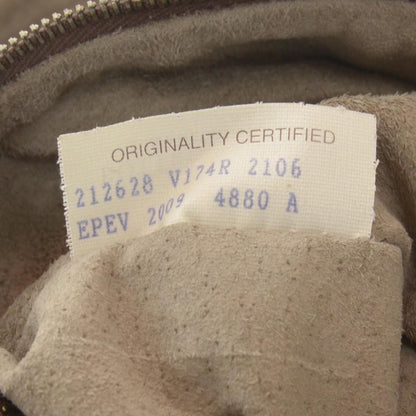 ORIGINALITY CERTIFIED
212628 V174R 2106
EPEV 2009 4880 A